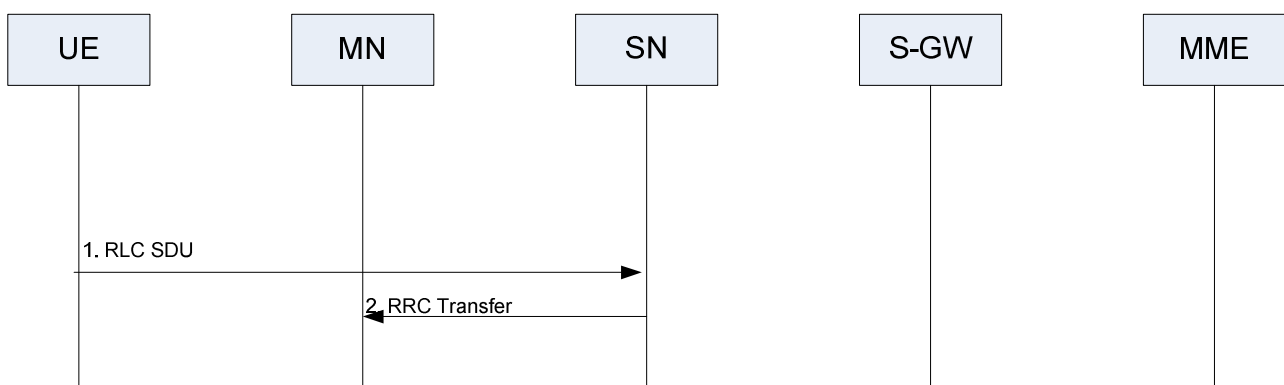 UE
MN
SN
S-GW
MME
1. RLC SDU
2. RRC Transfer